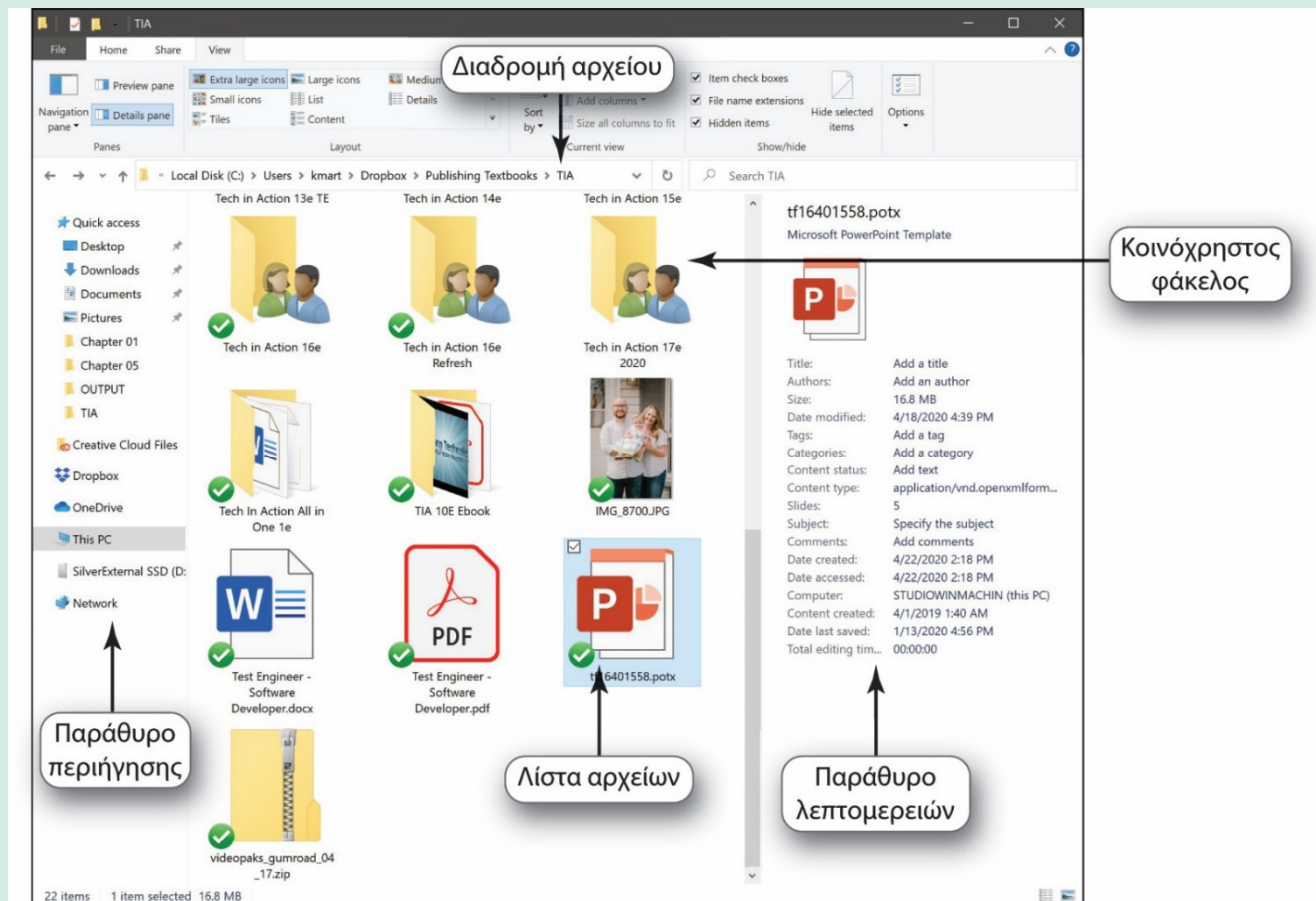 TIA
File Home Share View
Διαδρομή αρχείου
Preview pane
Extra large icons Large icons
Item check boxes
Small icons List Details
Add columns
File name extensions
Navigation pane
Details pane
Tiles Content
Sort by
Size all columns to fit
Hidden items
Hide selected items
Options
Panes Layout Current view Show/hide
Local Disk (C:) > Users > kmart > Dropbox > Publishing Textbooks > TIA
Search TIA
Quick access
Desktop
Downloads
Documents
Pictures
Chapter 01
Chapter 05
OUTPUT
TIA
Creative Cloud Files
Dropbox
OneDrive
This PC
SilverExternal SSD (D:
Network
Παράθυρο
περιήγησης
Tech in Action 13e TE Tech in Action 14e Tech in Action 15e
Tech in Action 16e
Tech in Action 16e
Refresh
Tech in Action 17e
2020
Tech In Action All in
One 1e
TIA 10E Ebook
IMG_8700.JPG
W
PDF
P
Test Engineer -
Software
Developer.docx
Test Engineer -
Software
Developer.pdf
tf16401558.potx
videopaks_gumroad_04
_17.zip
Λίστα αρχείων
tf16401558.potx
Microsoft PowerPoint Template
P
Κοινόχρηστος
φάκελος
Title: Add a title
Authors: Add an author
Size: 16.8 MB
Date modified: 4/18/2020 4:39 PM
Tags: Add a tag
Categories: Add a category
Content status: Add text
Content type: application/vnd.openxmlform...
Slides: 5
Subject: Specify the subject
Comments: Add comments
Date created: 4/22/2020 2:18 PM
Date accessed: 4/22/2020 2:18 PM
Computer: STUDIOWINMACHIN (this PC)
Content created: 4/1/2019 1:40 AM
Date last saved: 1/13/2020 4:56 PM
Total editing tim... 00:00:00
Παράθυρο
λεπτομερειών
22 items 1 item selected 16.8 MB